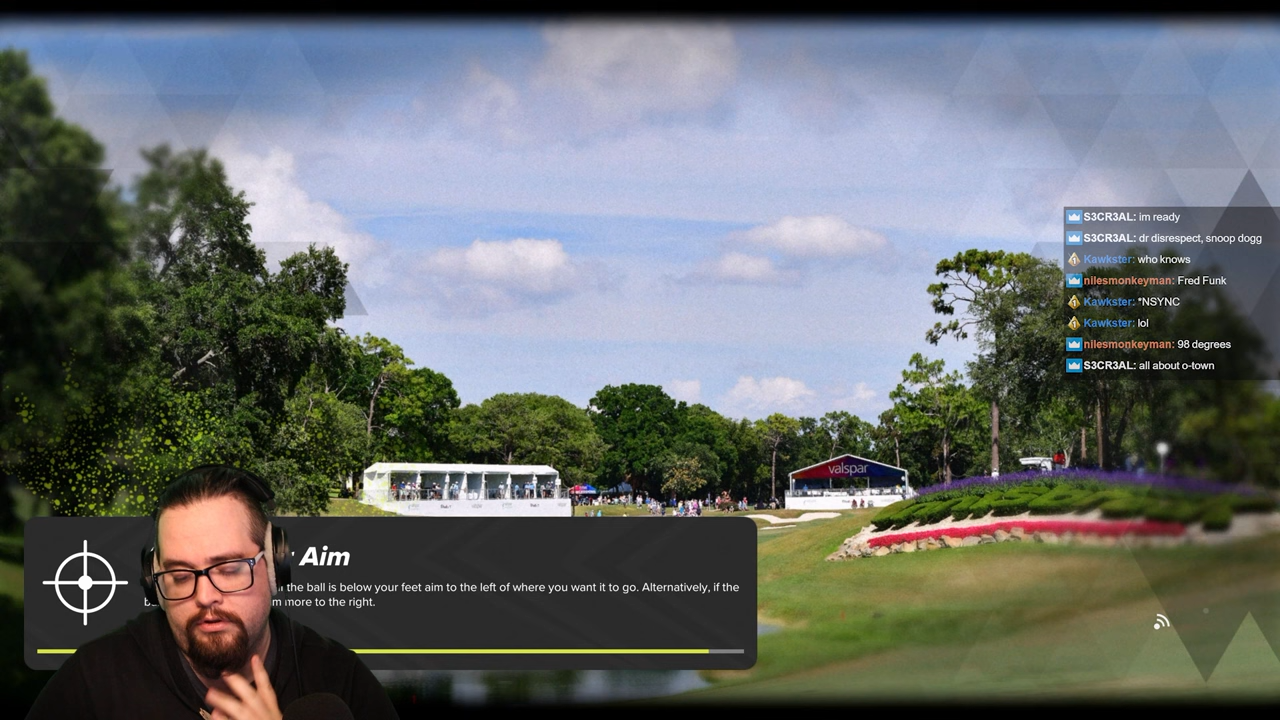 valspar
S3CR3AL: im ready
S3CR3AL: dr disrespect, snoop dogg
Kawkster: who knows
nilesmonkeyman: Fred Funk
Kawkster: *NSYNC
Kawkster: lol
nilesmonkeyman: 98 degrees
S3CR3AL: all about o-town
Aim
the ball is below your feet aim to the left of where you want it to go. Alternatively, if the
more to the right.